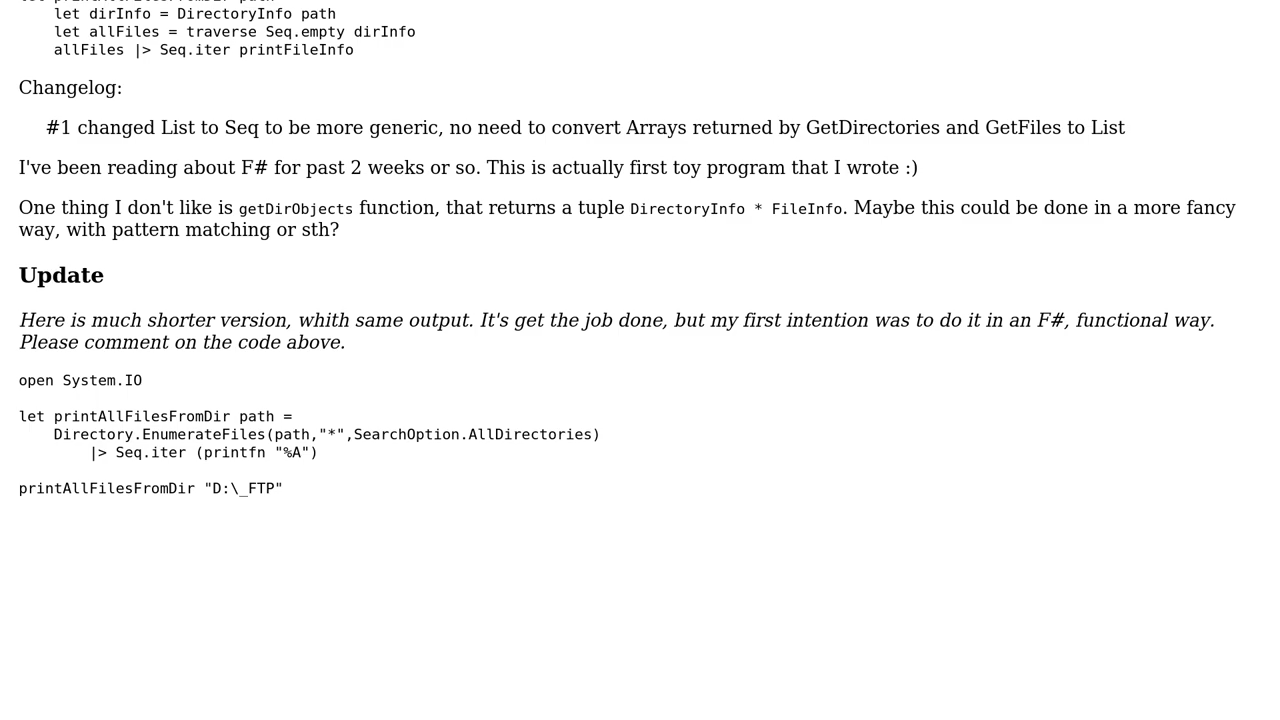 let dirInfo = DirectoryInfo path
let allFiles = traverse Seq.empty dirInfo
allFiles |> Seq.iter printFileInfo
Changelog:
#1 changed List to Seq to be more generic, no need to convert Arrays returned by GetDirectories and GetFiles to List
I've been reading about F# for past 2 weeks or so. This is actually first toy program that I wrote :)
One thing I don't like is getDirObjects function, that returns a tuple DirectoryInfo * FileInfo. Maybe this could be done in a more fancy
way, with pattern matching or sth?
Update
Here is much shorter version, whith same output. It's get the job done, but my first intention was to do it in an F#, functional way.
Please comment on the code above.
open System.IO
let printAllFilesFromDir path =
Directory.EnumerateFiles(path,"*",SearchOption.AllDirectories)
|> Seq.iter (printfn "%A")
printAllFilesFromDir "D:\_FTP"